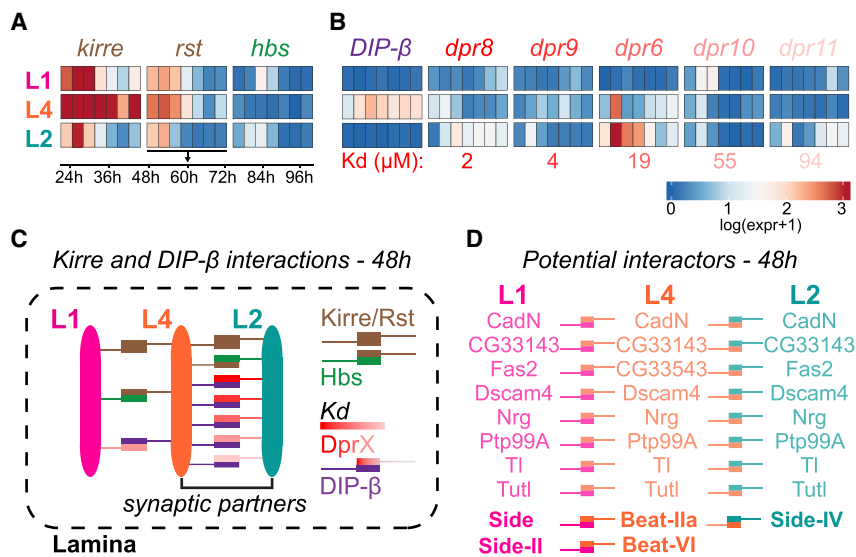 A
kirre rst hbs
L1
L4
L2
24h 36h 48h 60h 72h 84h 96h
B
DIP-β dpr8 dpr9 dpr6 dpr10 dpr11
Kd (μM): 2 4 19 55 94
0 1 2 3
log(expr+1)
C
Kirre and DIP-β interactions - 48h
L1 L4 L2
Kirre/Rst
Hbs
Kd
DprX
DIP-β
synaptic partners
Lamina
D
Potential interactors - 48h
L1 L4 L2
CadN CadN CadN
CG33143 CG33143 CG33143
Fas2 CG33543 Fas2
Dscam4 Dscam4 Dscam4
Nrg Nrg Nrg
Ptp99A Ptp99A Ptp99A
Tl Tl Tl
Tutl Tutl Tutl
Side Beat-IIa Side-IV
Side-II Beat-VI